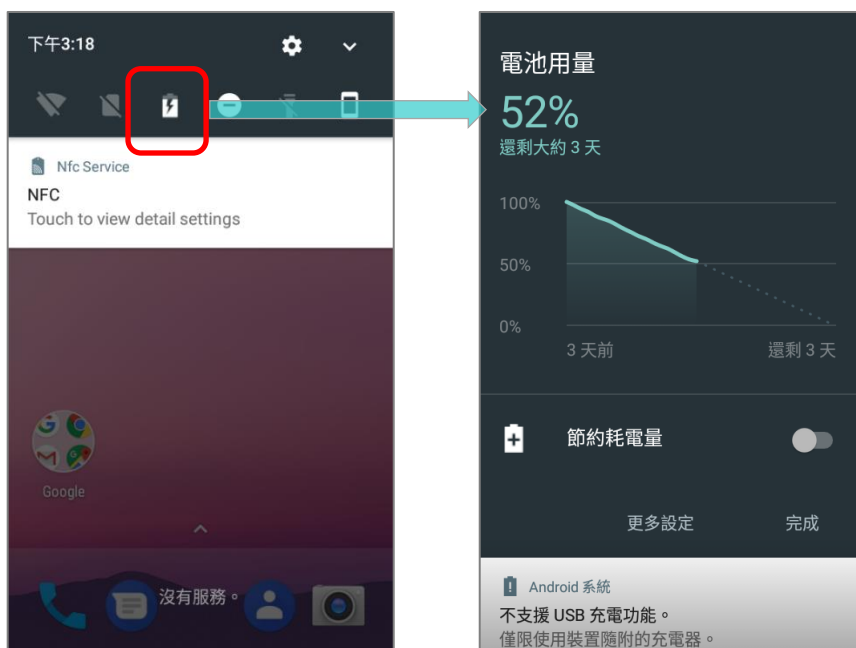 下午3:18
Nfc Service
NFC
Touch to view detail settings
Google
沒有服務。
電池用量
52%
還剩大約 3 天
100%
50%
0%
3 天前
還剩 3 天
節約耗電量
更多設定
完成
Android 系統
不支援 USB 充電功能。
僅限使用裝置隨附的充電器。